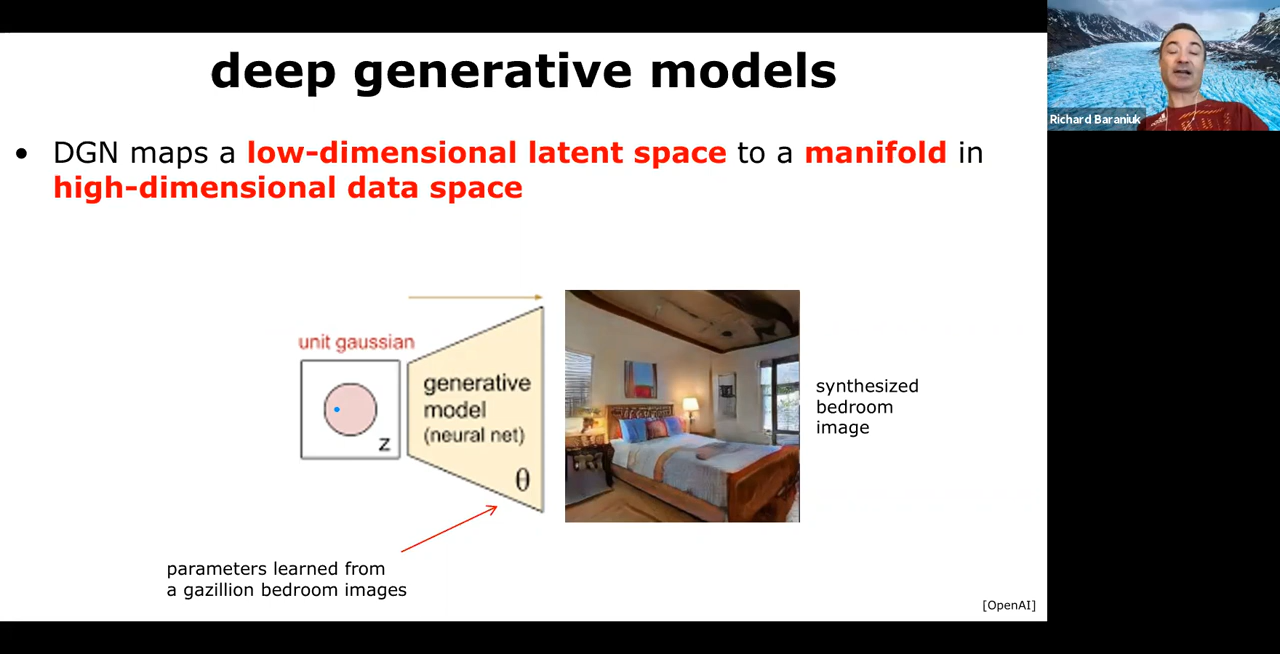 deep generative models
Richard Baraniuk
• DGN maps a low-dimensional latent space to a manifold in
high-dimensional data space
unit gaussian
z
generative
model
(neural net)
θ
synthesized
bedroom
image
parameters learned from
a gazillion bedroom images
[OpenAI]